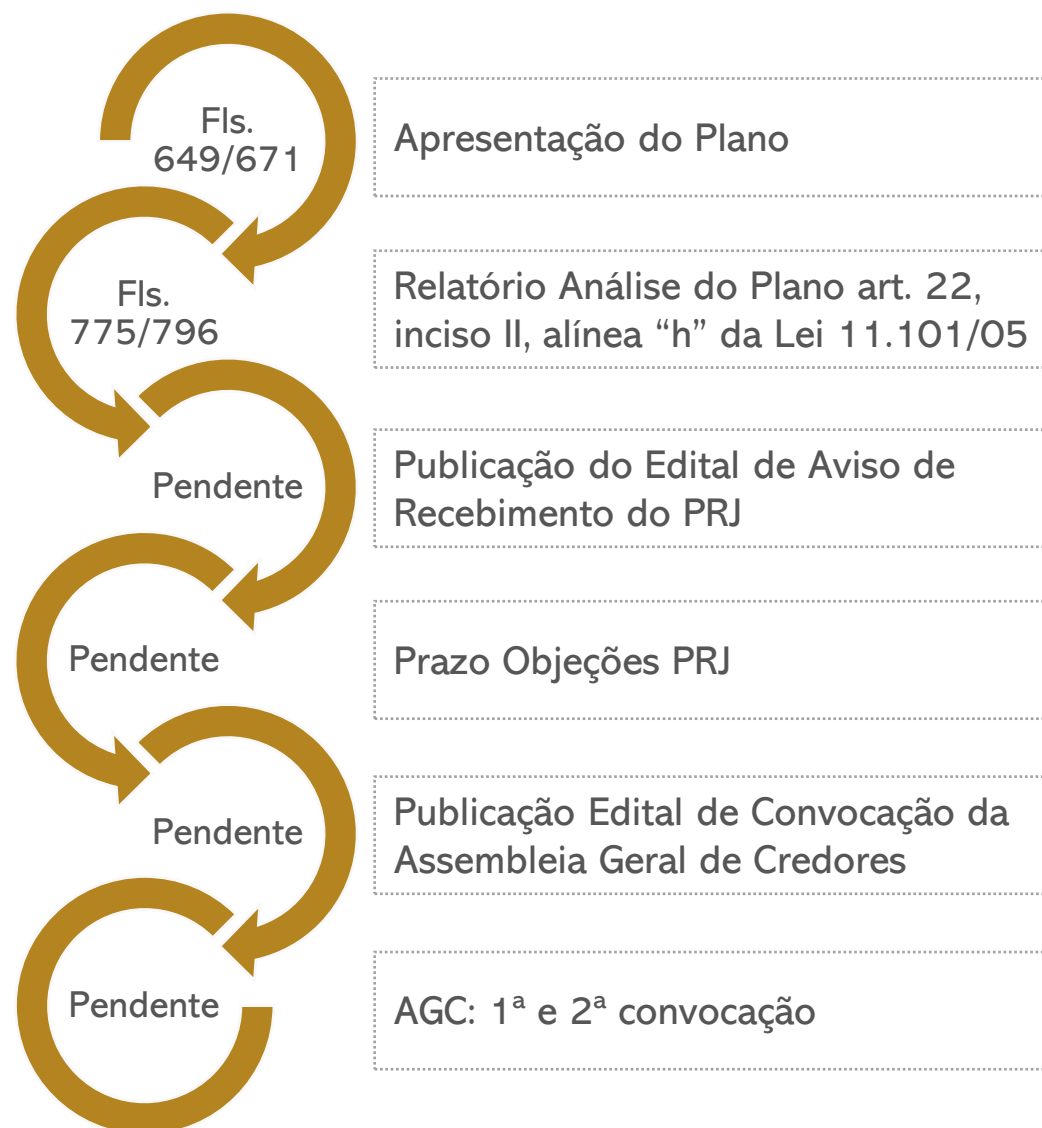 Fls.
649/671
Apresentação do Plano
Fls.
775/796
Relatório Análise do Plano art. 22,
inciso II, alínea “h” da Lei 11.101/05
Pendente
Publicação do Edital de Aviso de
Recebimento do PRJ
Pendente
Prazo Objeções PRJ
Pendente
Publicação Edital de Convocação da
Assembleia Geral de Credores
Pendente
AGC: 1ª e 2ª convocação